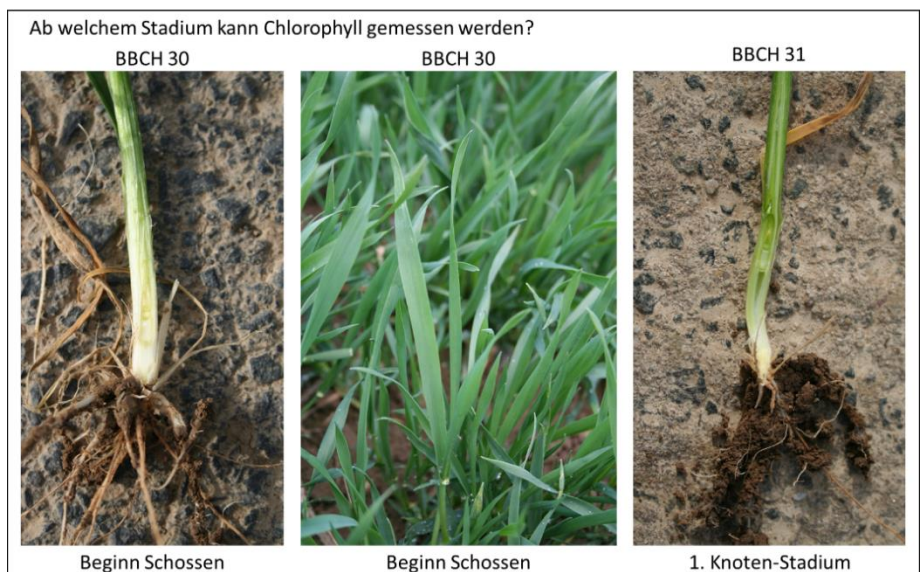 Ab welchem Stadium kann Chlorophyll gemessen werden?
BBCH 30
BBCH 30
BBCH 31
Beginn Schossen
Beginn Schossen
1. Knoten-Stadium